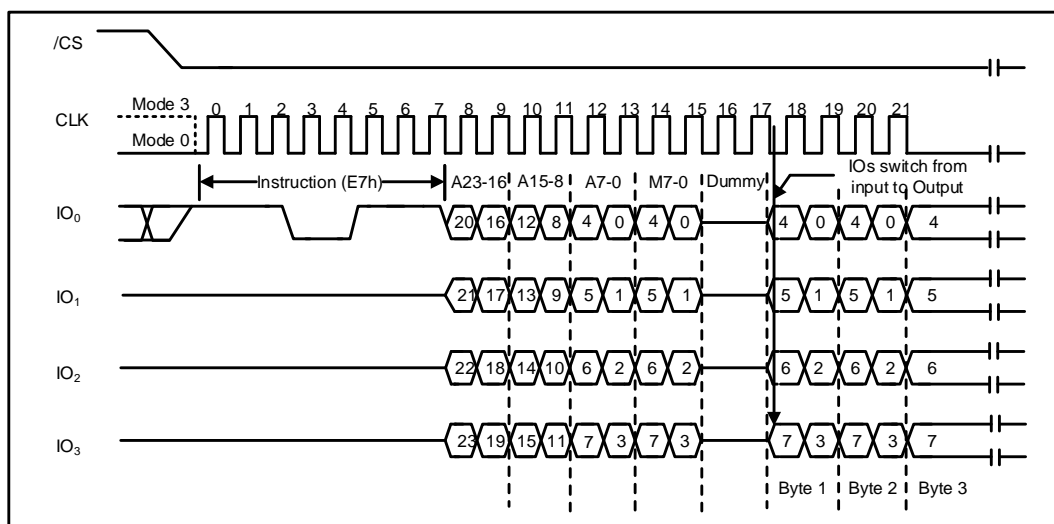 /CS
Mode 3
0 1 2 3 4 5 6 7 8 9 10 11 12 13 14 15 16 17 18 19 20 21
CLK
Mode 0
Instruction (E7h) A23-16 A15-8 A7-0 M7-0 Dummy
IOs switch from
input to Output
IO0 20 16 12 8 4 0 4 0 4 0 4 0 4
IO1 21 17 13 9 5 1 5 1 5 1 5 1 5
IO2 22 18 14 10 6 2 6 2 6 2 6 2 6
IO3 23 19 15 11 7 3 7 3 7 3 7 3 7
Byte 1 Byte 2 Byte 3